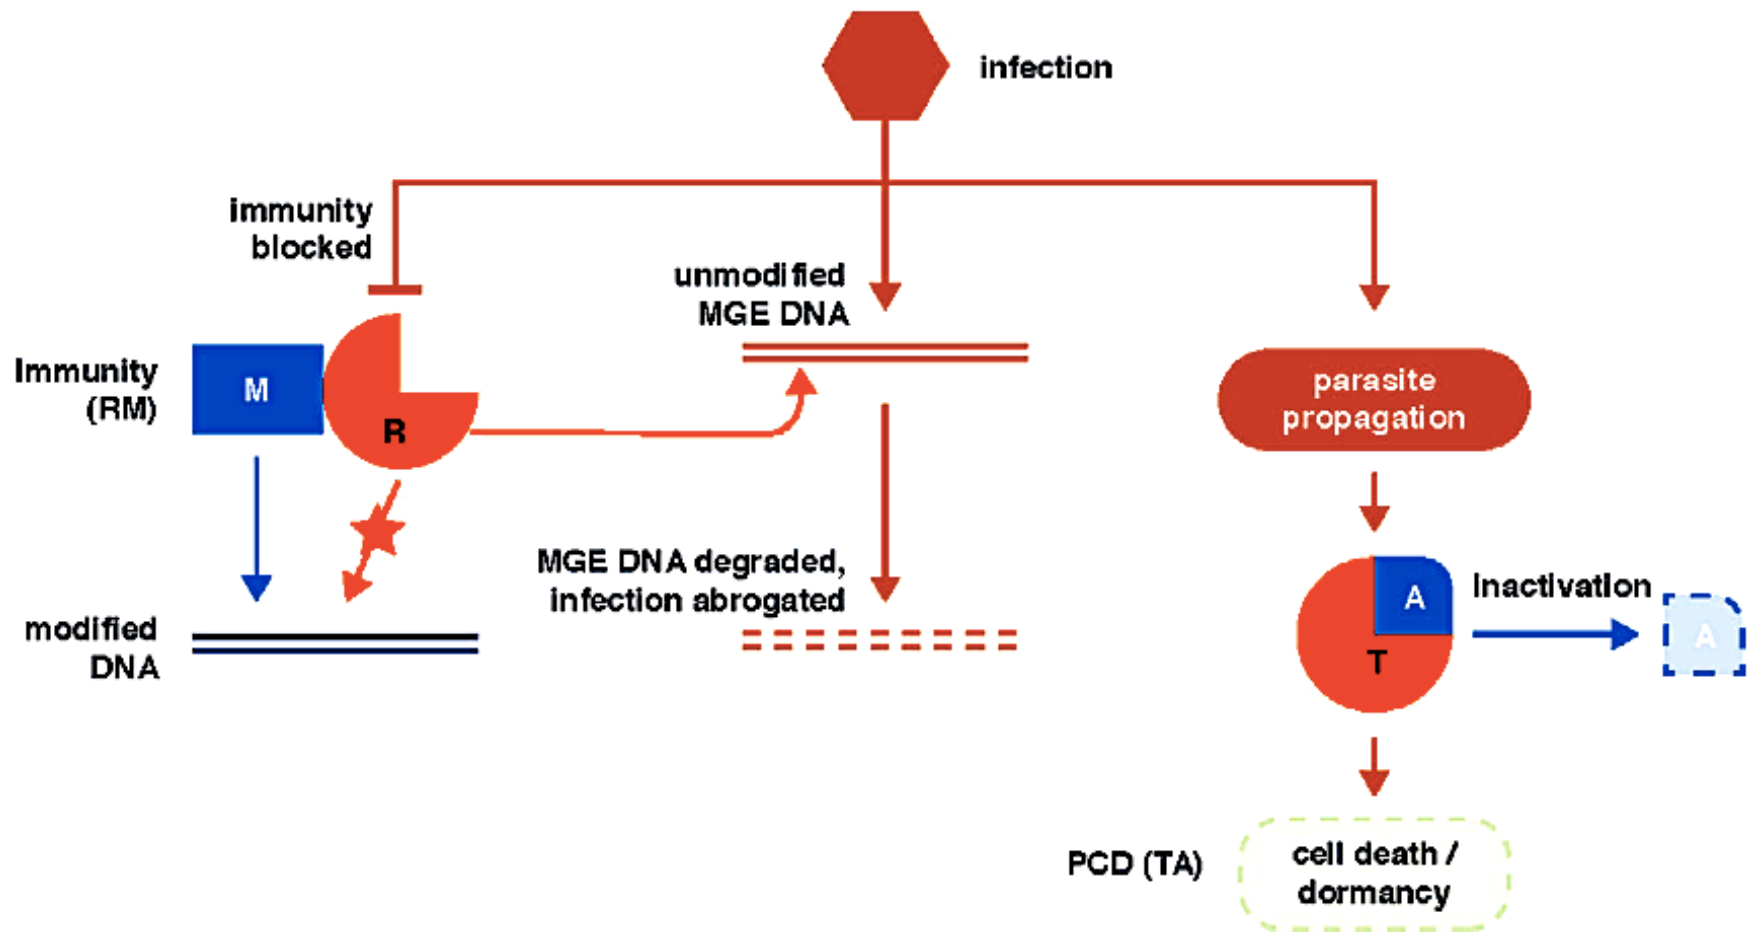 infection
immunity
blocked
unmodified
MGE DNA
Immunity
(RM)
M
R
parasite
propagation
MGE DNA degraded,
infection abrogated
modified
DNA
A
Inactivation
A
T
PCD (TA)
cell death /
dormancy